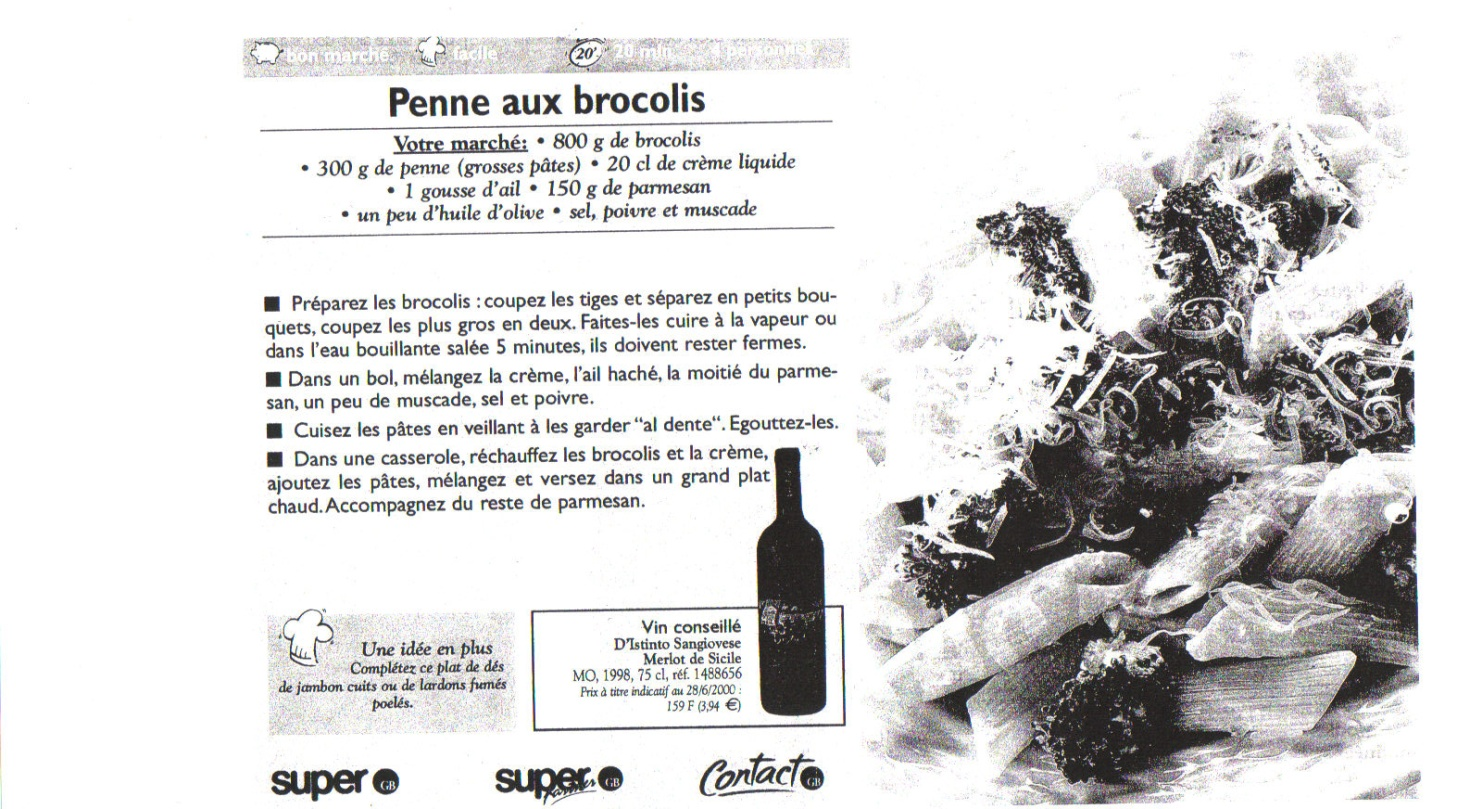 bon marché facile 20' 20 min 4 personnes
Penne aux brocolis
Votre marché: • 800 g de brocolis
• 300 g de penne (grosses pâtes) • 20 cl de crème liquide
• 1 gousse d'ail • 150 g de parmesan
• un peu d'huile d'olive • sel, poivre et muscade
■ Préparez les brocolis : coupez les tiges et séparez en petits bou-
quets, coupez les plus gros en deux. Faites-les cuire à la vapeur ou
dans l'eau bouillante salée 5 minutes, ils doivent rester fermes.
■ Dans un bol, mélangez la crème, l'ail haché, la moitié du parme-
san, un peu de muscade, sel et poivre.
■ Cuisez les pâtes en veillant à les garder “al dente“. Egouttez-les.
■ Dans une casserole, réchauffez les brocolis et la crème,
ajoutez les pâtes, mélangez et versez dans un grand plat
chaud. Accompagnez du reste de parmesan.
Une idée en plus
Complétez ce plat de dés
de jambon cuits ou de lardons fumés
poelés.
Vin conseillé
D'Istinto Sangiovese
Merlot de Sicile
MO, 1998, 75 cl, réf. 1488656
Prix à titre indicatif au 28/6/2000 :
159 F (3,94 €)
super GB super GB Contact GB